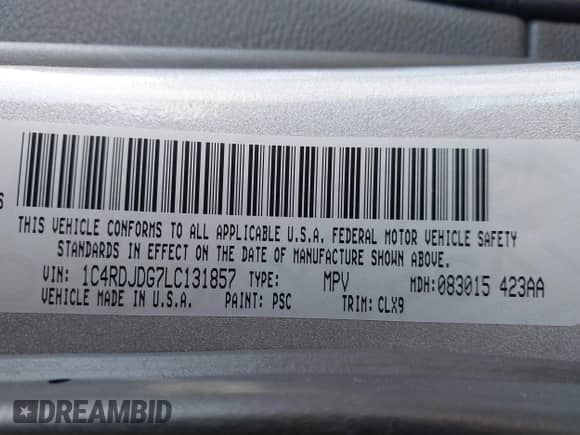 S
THIS VEHICLE CONFORMS TO ALL APPLICABLE U.S.A. FEDERAL MOTOR VEHICLE SAFETY
STANDARDS IN EFFECT ON THE DATE OF MANUFACTURE SHOWN ABOVE.
VIN: 1C4RDJDG7LC131857 TYPE: MPV MDH:083015 423AA
VEHICLE MADE IN U.S.A. PAINT: PSC TRIM: CLX9
DREAMBID